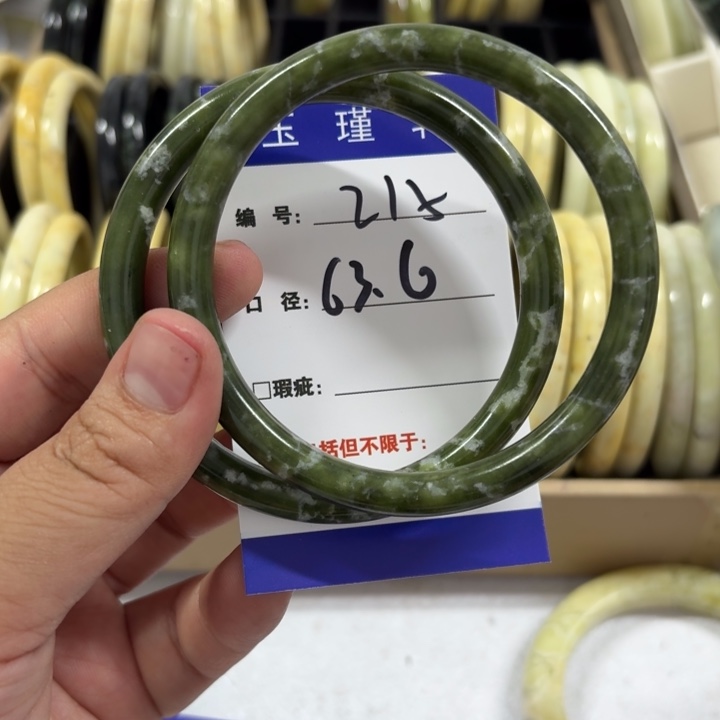 玉 瑾
编 号: 215
口 径: 63.6
□瑕疵:
括但不限于: